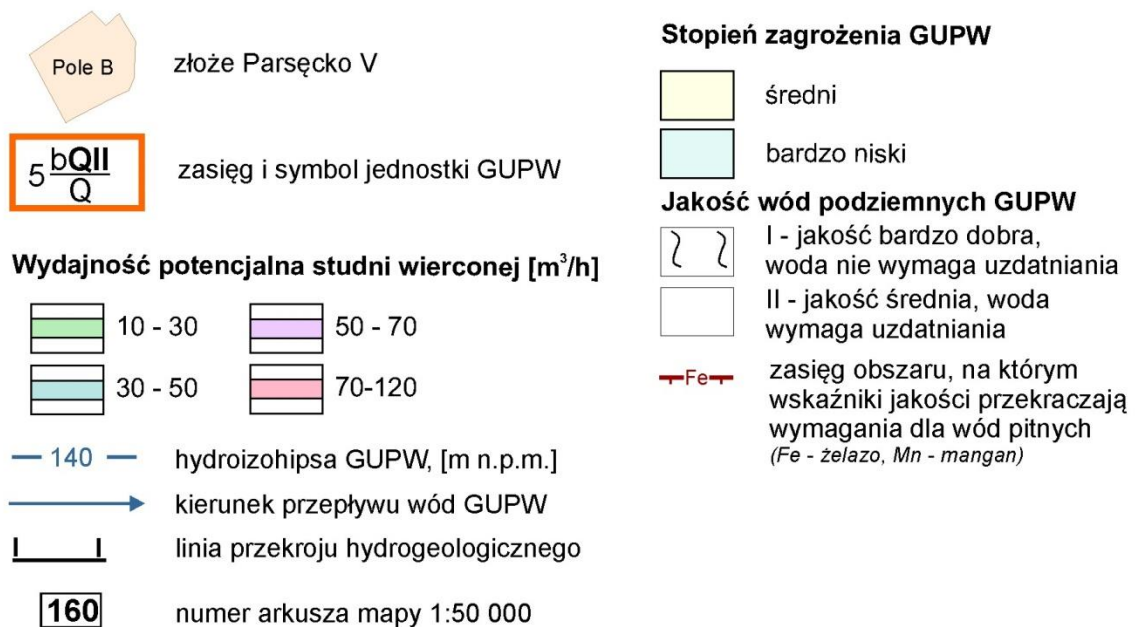 Pole B
złoże Parsęcko V
5 bQII
Q
zasięg i symbol jednostki GUPW
Wydajność potencjalna studni wierconej [m³/h]
10 - 30
50 - 70
30 - 50
70-120
140
hydroizohipsa GUPW, [m n.p.m.]
kierunek przepływu wód GUPW
I I
linia przekroju hydrogeologicznego
160
numer arkusza mapy 1:50 000
Stopień zagrożenia GUPW
średni
bardzo niski
Jakość wód podziemnych GUPW
I - jakość bardzo dobra,
woda nie wymaga uzdatniania
II - jakość średnia, woda
wymaga uzdatniania
Fe
zasięg obszaru, na którym
wskaźniki jakości przekraczają
wymagania dla wód pitnych
(Fe - żelazo, Mn - mangan)